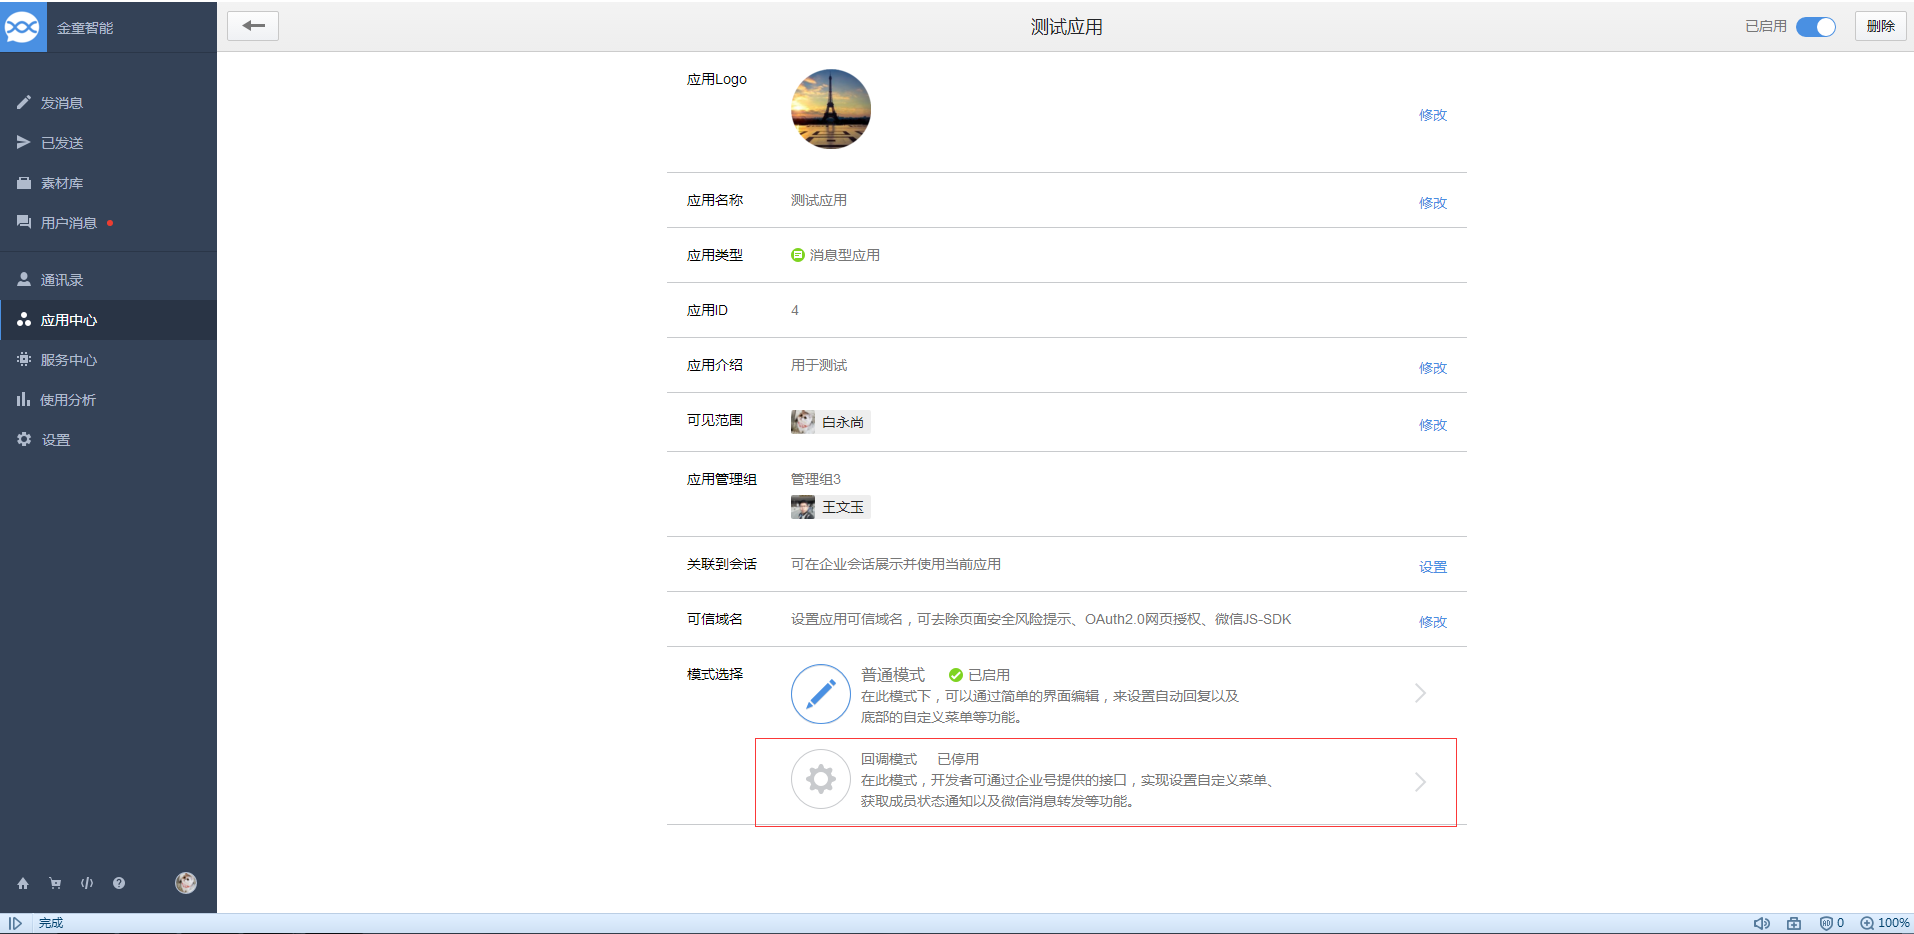 金童智能
发消息
已发送
素材库
用户消息
通讯录
应用中心
服务中心
使用分析
设置
测试应用
已启用
删除
应用Logo
修改
应用名称 测试应用 修改
应用类型 消息型应用
应用ID 4
应用介绍 用于测试 修改
可见范围 白永尚 修改
应用管理组 管理组3
王文玉
关联到会话 可在企业会话展示并使用当前应用 设置
可信域名 设置应用可信域名，可去除页面安全风险提示、OAuth2.0网页授权、微信JS-SDK 修改
模式选择 普通模式 已启用
在此模式下，可以通过简单的界面编辑，来设置自动回复以及
底部的自定义菜单等功能。
回调模式 已停用
在此模式，开发者可通过企业号提供的接口，实现设置自定义菜单、
获取成员状态通知以及微信消息转发等功能。
完成
0
100%